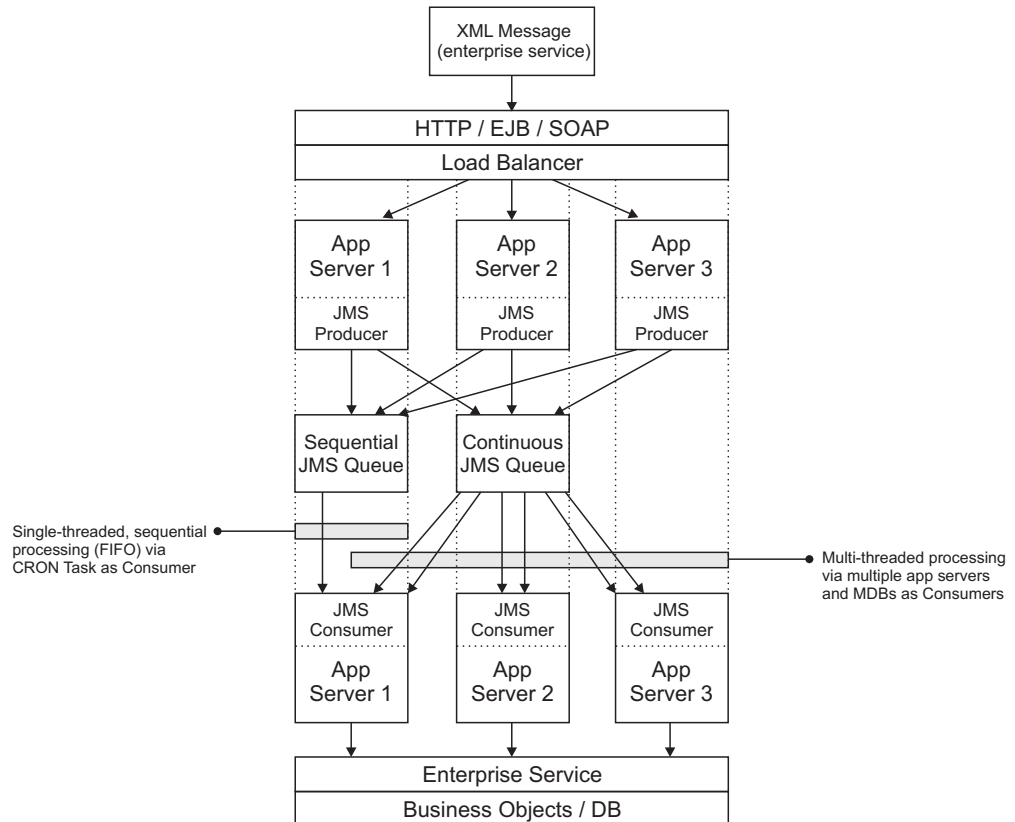 XML Message
(enterprise service)
HTTP / EJB / SOAP
Load Balancer
App
Server 1
App
Server 2
App
Server 3
JMS
Producer
JMS
Producer
JMS
Producer
Sequential
JMS Queue
Continuous
JMS Queue
Single-threaded, sequential
processing (FIFO) via
CRON Task as Consumer
Multi-threaded processing
via multiple app servers
and MDBs as Consumers
JMS
Consumer
JMS
Consumer
JMS
Consumer
App
Server 1
App
Server 2
App
Server 3
Enterprise Service
Business Objects / DB